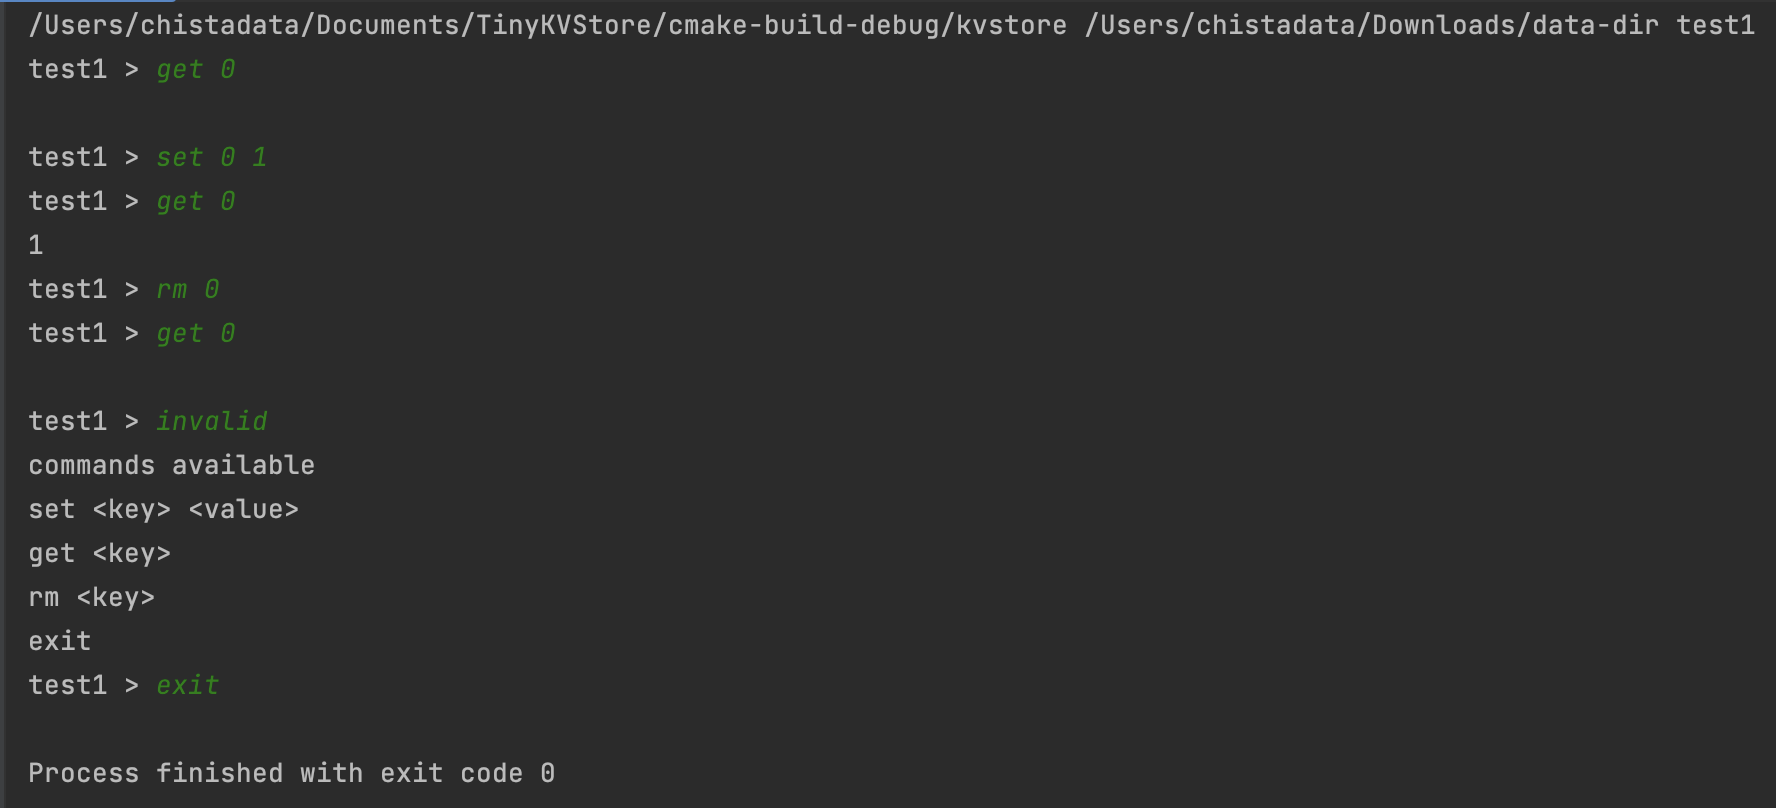 /Users/chistadata/Documents/TinyKVStore/cmake-build-debug/kvstore /Users/chistadata/Downloads/data-dir test1
test1 > get 0
test1 > set 0 1
test1 > get 0
1
test1 > rm 0
test1 > get 0
test1 > invalid
commands available
set <key> <value>
get <key>
rm <key>
exit
test1 > exit
Process finished with exit code 0